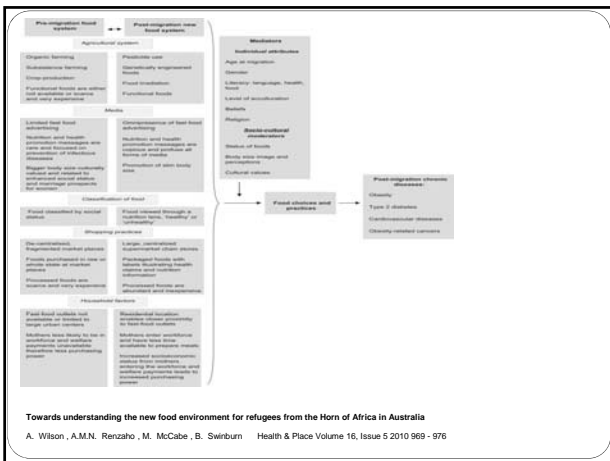 Pre-migration food
system
Post-migration new
food system
Agricultural system
Organic farming
Subsistence farming
Crop production
Functional foods are either
not available or scarce
and very expensive
Pesticide use
Genetically engineered
foods
Food irradiation
Functional foods
Media
Limited fast food
advertising
Nutrition and health
promotion messages are
rare and focused on
prevention of infectious
diseases
Bigger body size culturally
valued and related to
enhanced social status
and marriage prospects
for women
Omnipresence of fast food
advertising
Nutrition and health
promotion messages are
copious and profuse all
forms of media
Promotion of slim body
size
Classification of food
Food classified by social
status
Food viewed through a
nutrition lens, 'healthy' or
'unhealthy'
Shopping practices
De-centralised,
fragmented market places
Foods purchased in raw or
whole state at market
places
Processed foods are
scarce and very expensive
Large, centralized
supermarket chain stores
Packaged foods with
labels illustrating health
claims and nutrition
information
Processed foods are
abundant and inexpensive
Household factors
Fast-food outlets not
available or limited to
large urban centers
Mothers less likely to be in
workforce and welfare
payments unavailable
therefore less purchasing
power
Residential location
enables closer proximity
to fast-food outlets
Mothers enter workforce
and have less time
available to prepare meals
Increased socioeconomic
status from mothers
entering the workforce and
welfare payments leads to
increased purchasing
power
Mediators
Individual attributes
Age at migration
Gender
Literacy: language, health,
food
Level of acculturation
Beliefs
Religion
Socio-cultural
moderators
Status of foods
Body size image and
perceptions
Cultural values
Food choices and
practices
Post-migration chronic
diseases:
Obesity
Type 2 diabetes
Cardiovascular diseases
Obesity-related cancers
Towards understanding the new food environment for refugees from the Horn of Africa in Australia
A. Wilson , A.M.N. Renzaho , M. McCabe , B. Swinburn Health & Place Volume 16, Issue 5 2010 969 - 976